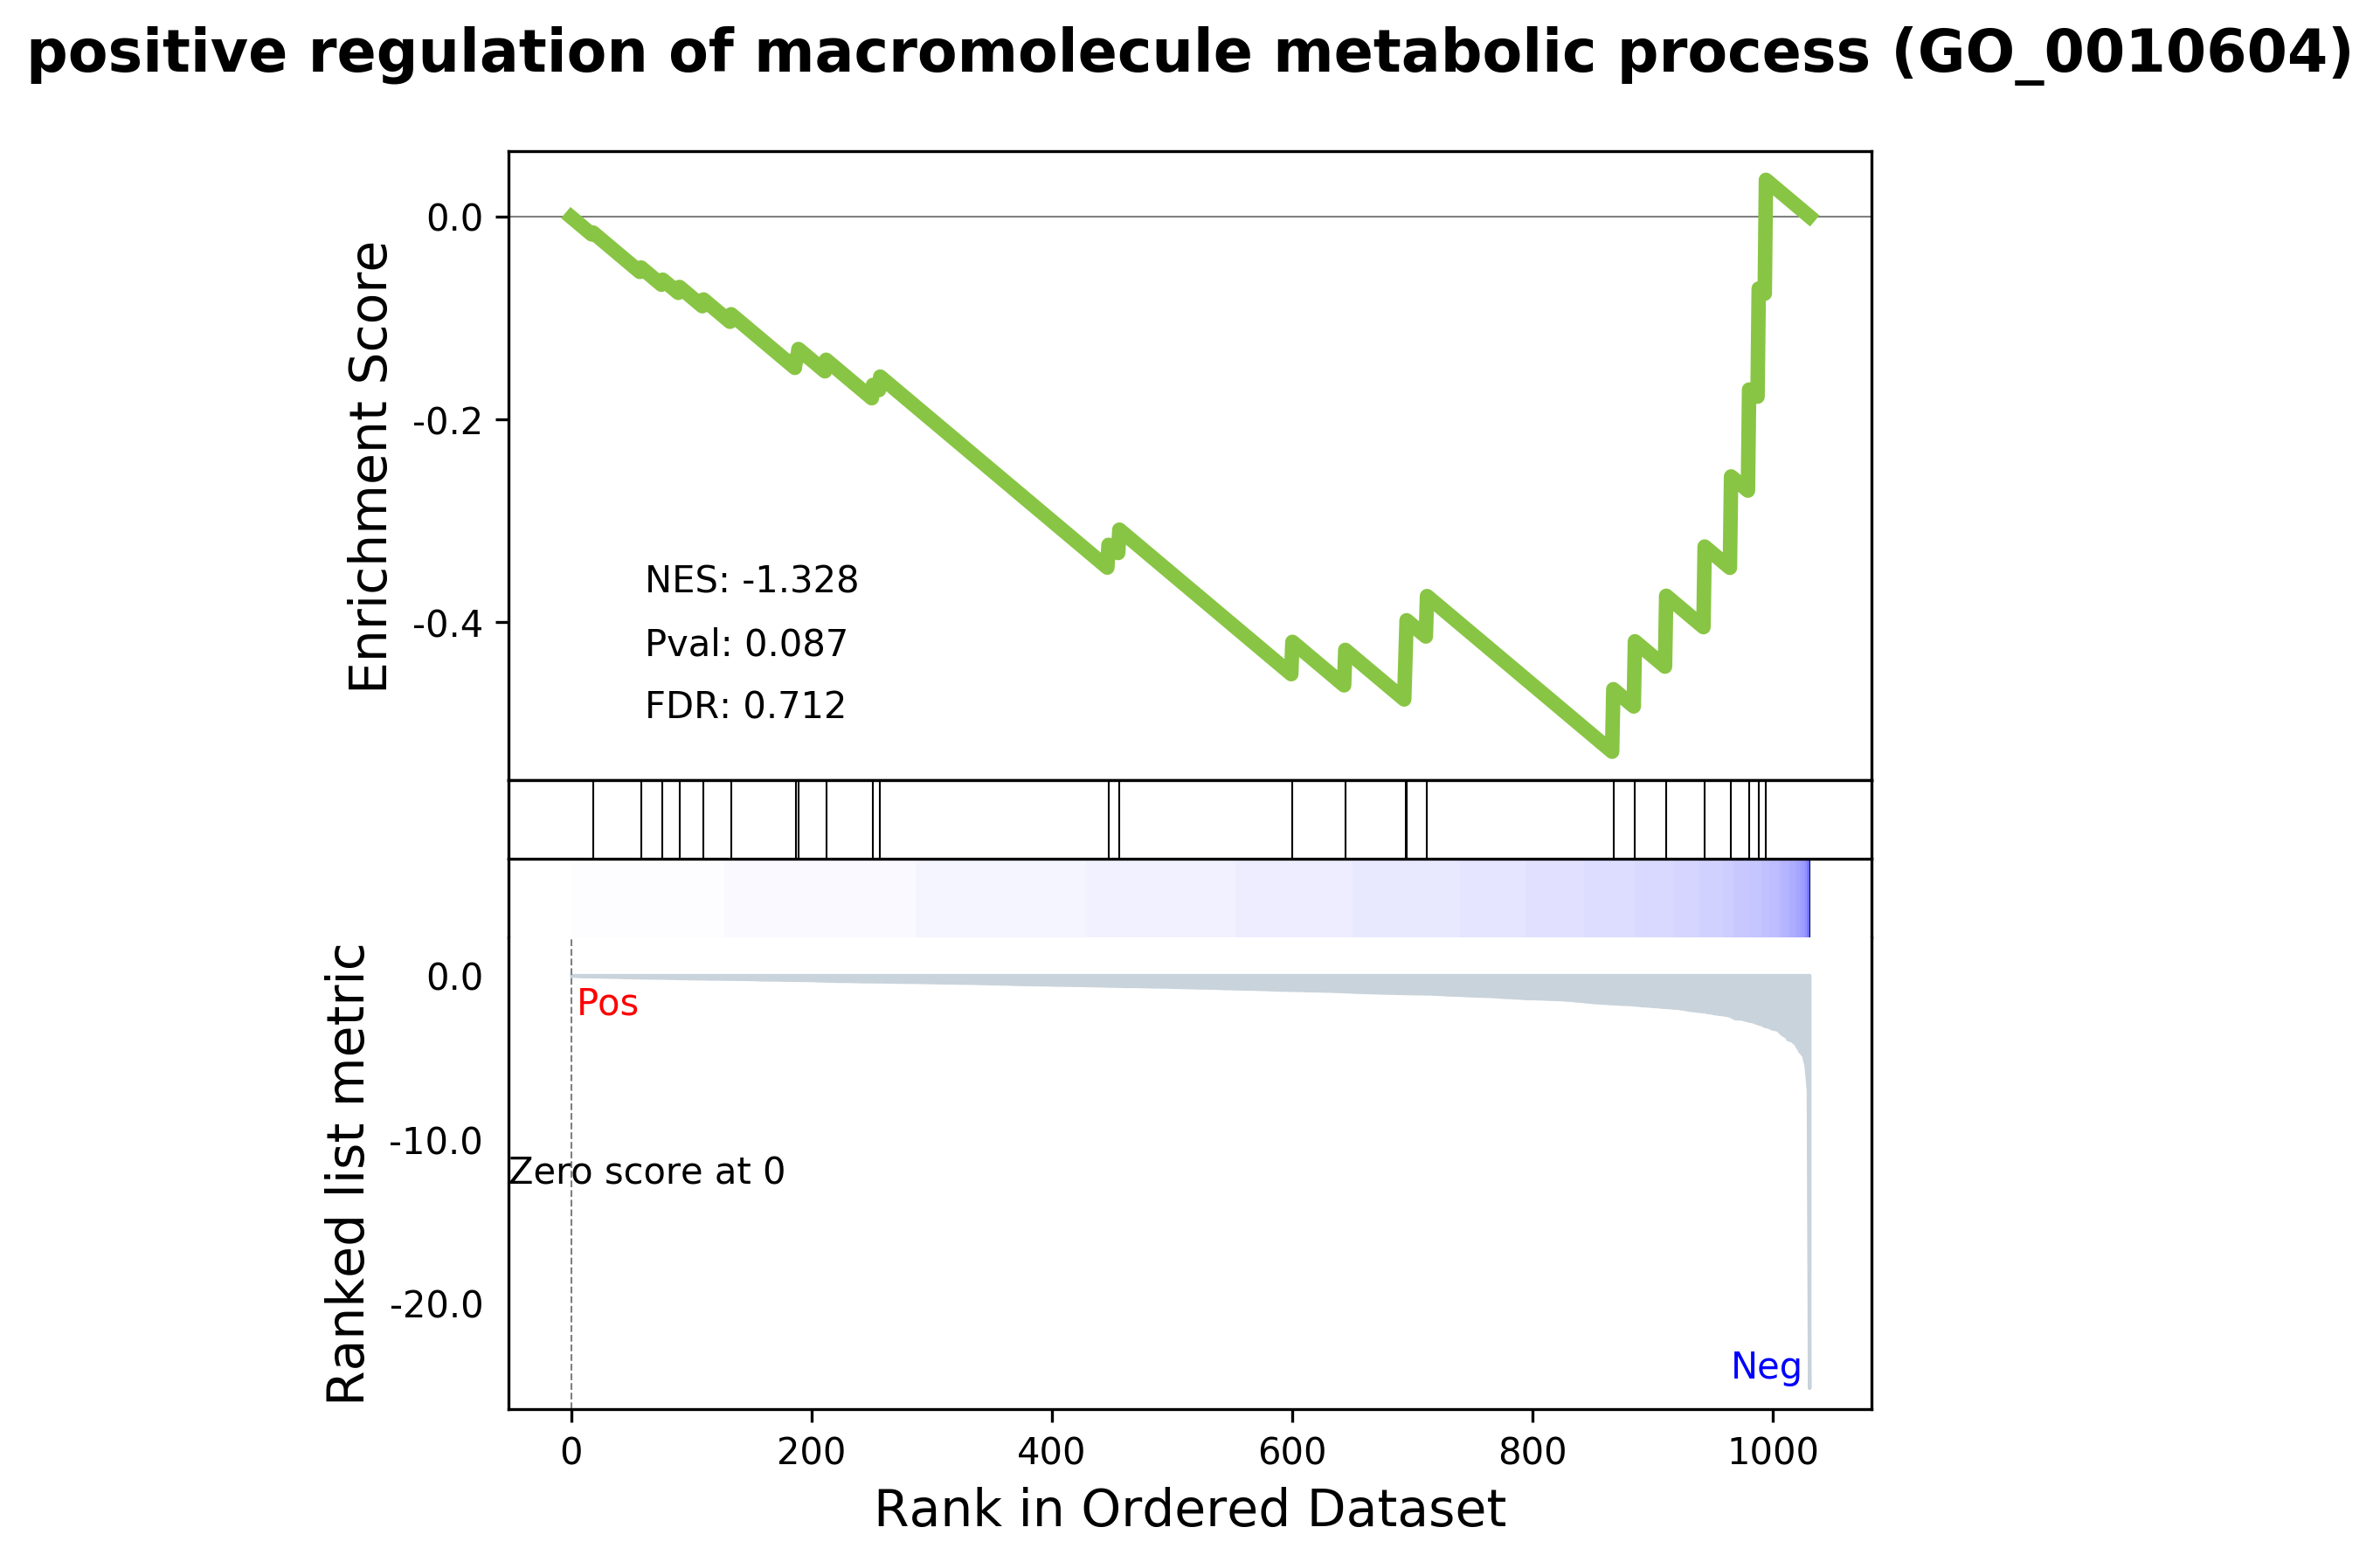 positive regulation of macromolecule metabolic process (GO_0010604)
Enrichment Score
0.0
-0.2
-0.4
NES: -1.328
Pval: 0.087
FDR: 0.712
Ranked list metric
0.0
-10.0
-20.0
Pos
Zero score at 0
Neg
0 200 400 600 800 1000
Rank in Ordered Dataset